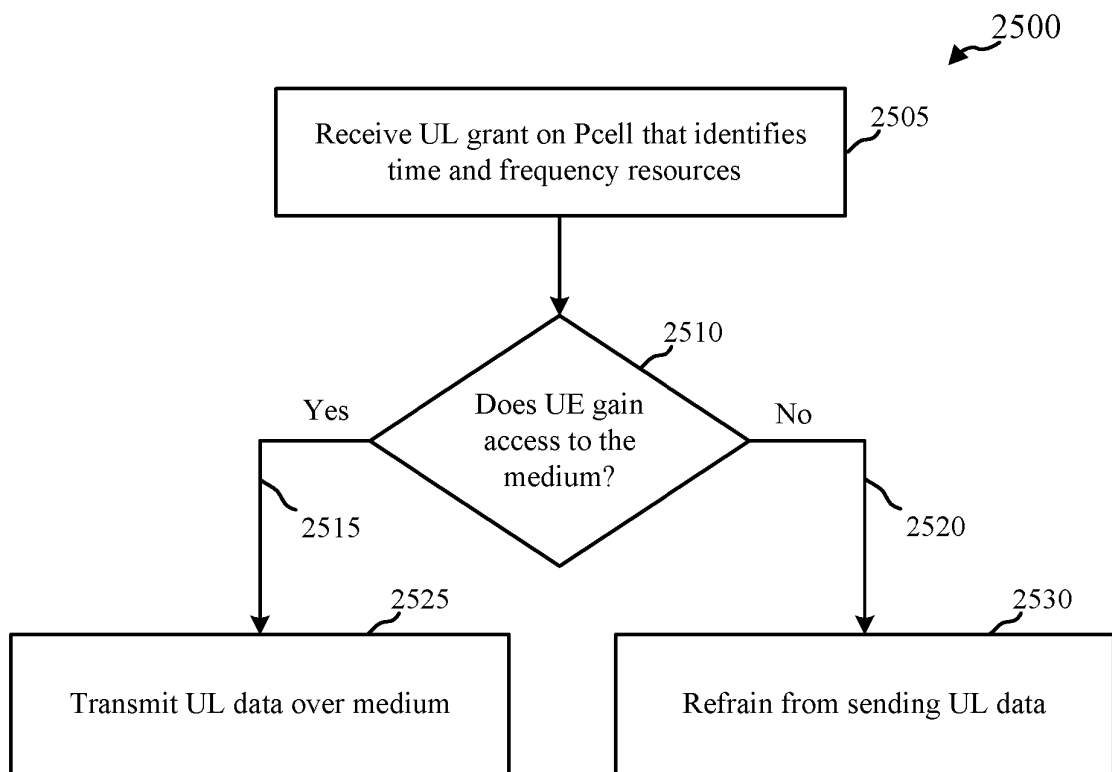 2500
Receive UL grant on Pcell that identifies
time and frequency resources
2505
2510
Does UE gain
access to the
medium?
Yes
No
2515
2520
2525
Transmit UL data over medium
2530
Refrain from sending UL data